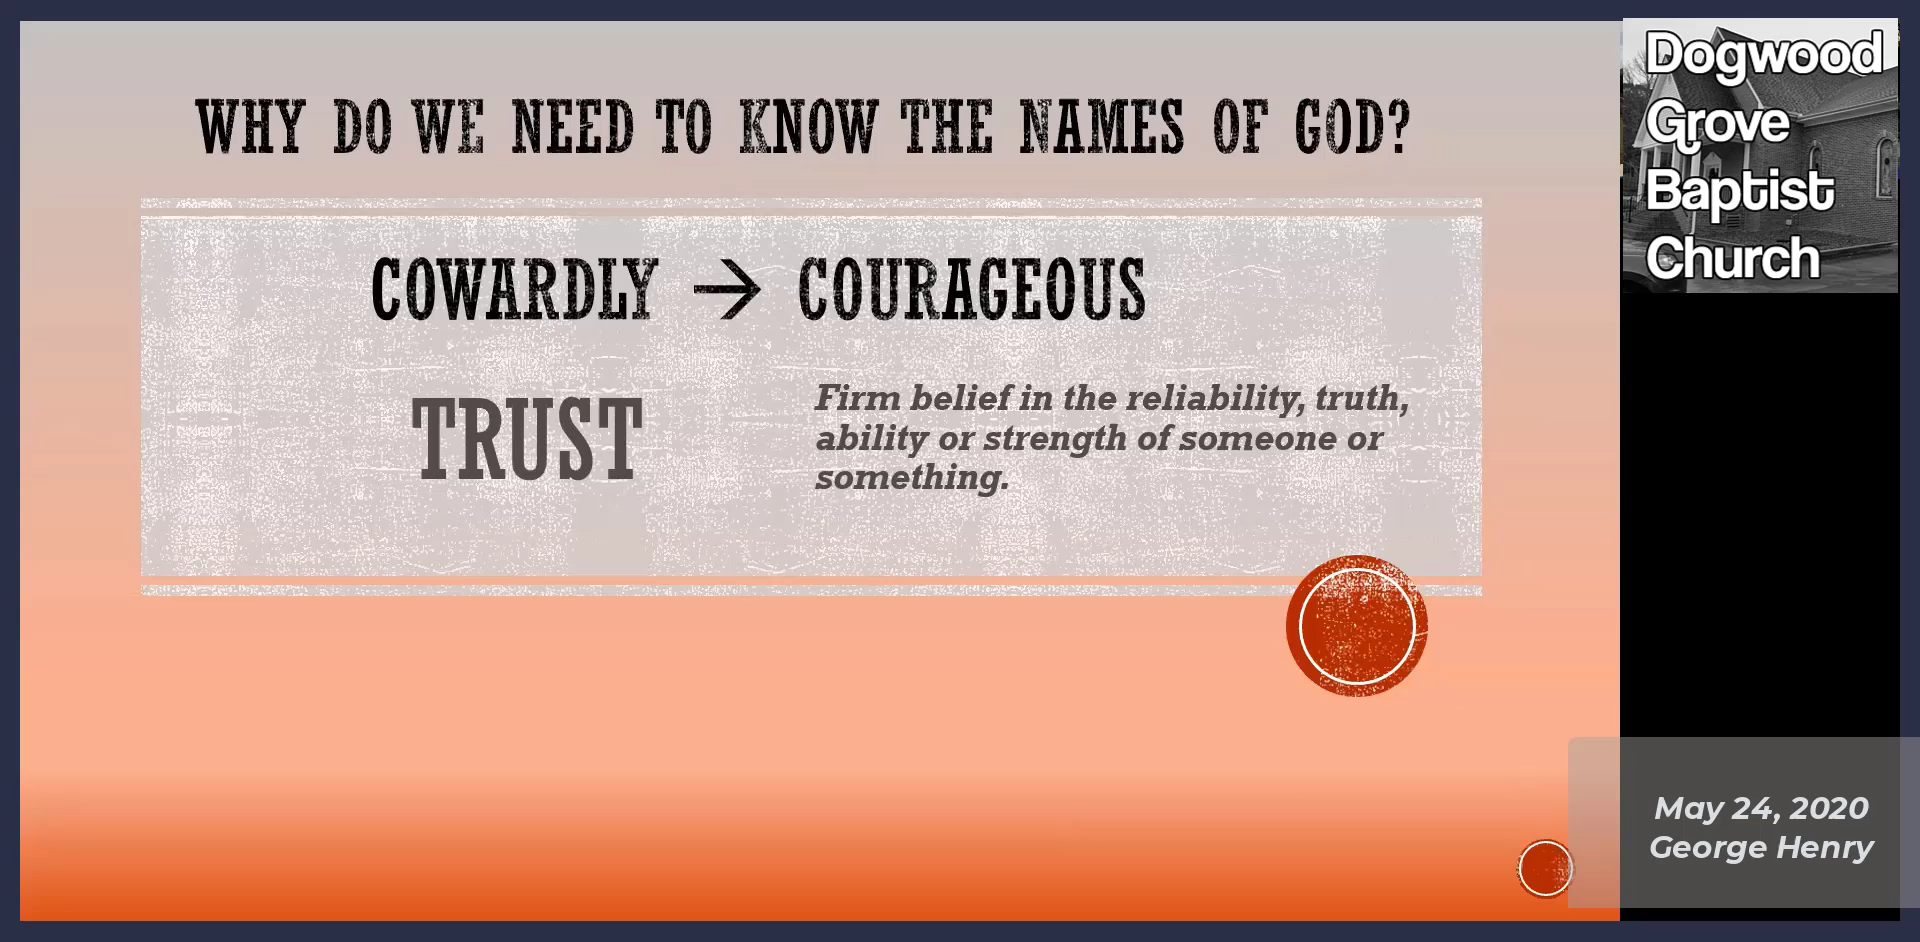 WHY DO WE NEED TO KNOW THE NAMES OF GOD?
COWARDLY → COURAGEOUS
TRUST
Firm belief in the reliability, truth,
ability or strength of someone or
something.
Dogwood
Grove
Baptist
Church
May 24, 2020
George Henry